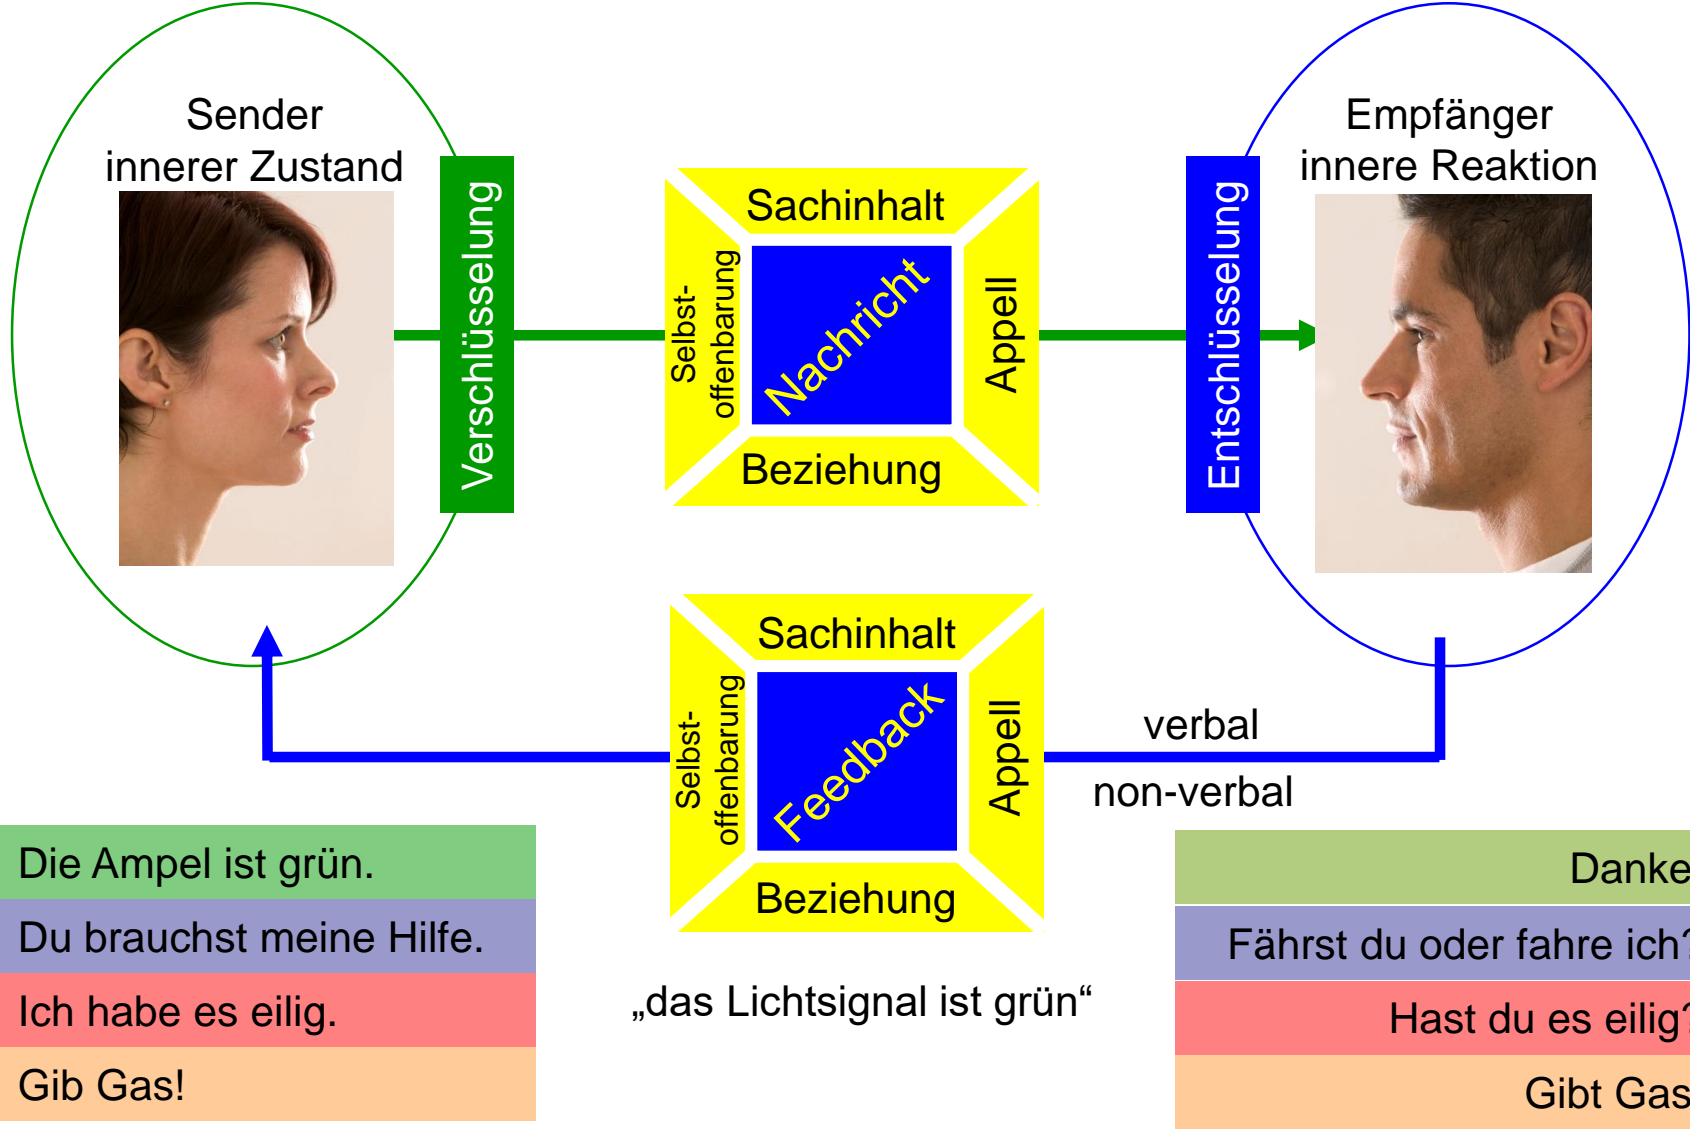 Sender
innerer Zustand
Verschlüsselung
Sachinhalt
Selbst-
offenbarung
Nachricht
Appell
Beziehung
Entschlüsselung
Empfänger
innere Reaktion
Sachinhalt
Selbst-
offenbarung
Feedback
Appell
Beziehung
verbal
non-verbal
Die Ampel ist grün.
Du brauchst meine Hilfe.
Ich habe es eilig.
Gib Gas!
„das Lichtsignal ist grün“
Danke
Fährst du oder fahre ich?
Hast du es eilig?
Gibt Gas